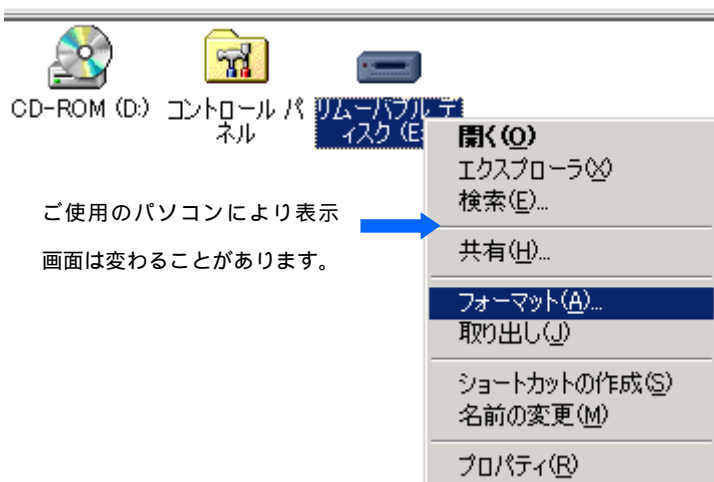 CD-ROM (D:)
コントロール パ
ネル
リムーバブル デ
ィスク (E
ご使用のパソコンにより表示
画面は変わることがあります。
開く(O)
エクスプローラ(X)
検索(E)...
共有(H)...
フォーマット(A)...
取り出し(J)
ショートカットの作成(S)
名前の変更(M)
プロパティ(R)